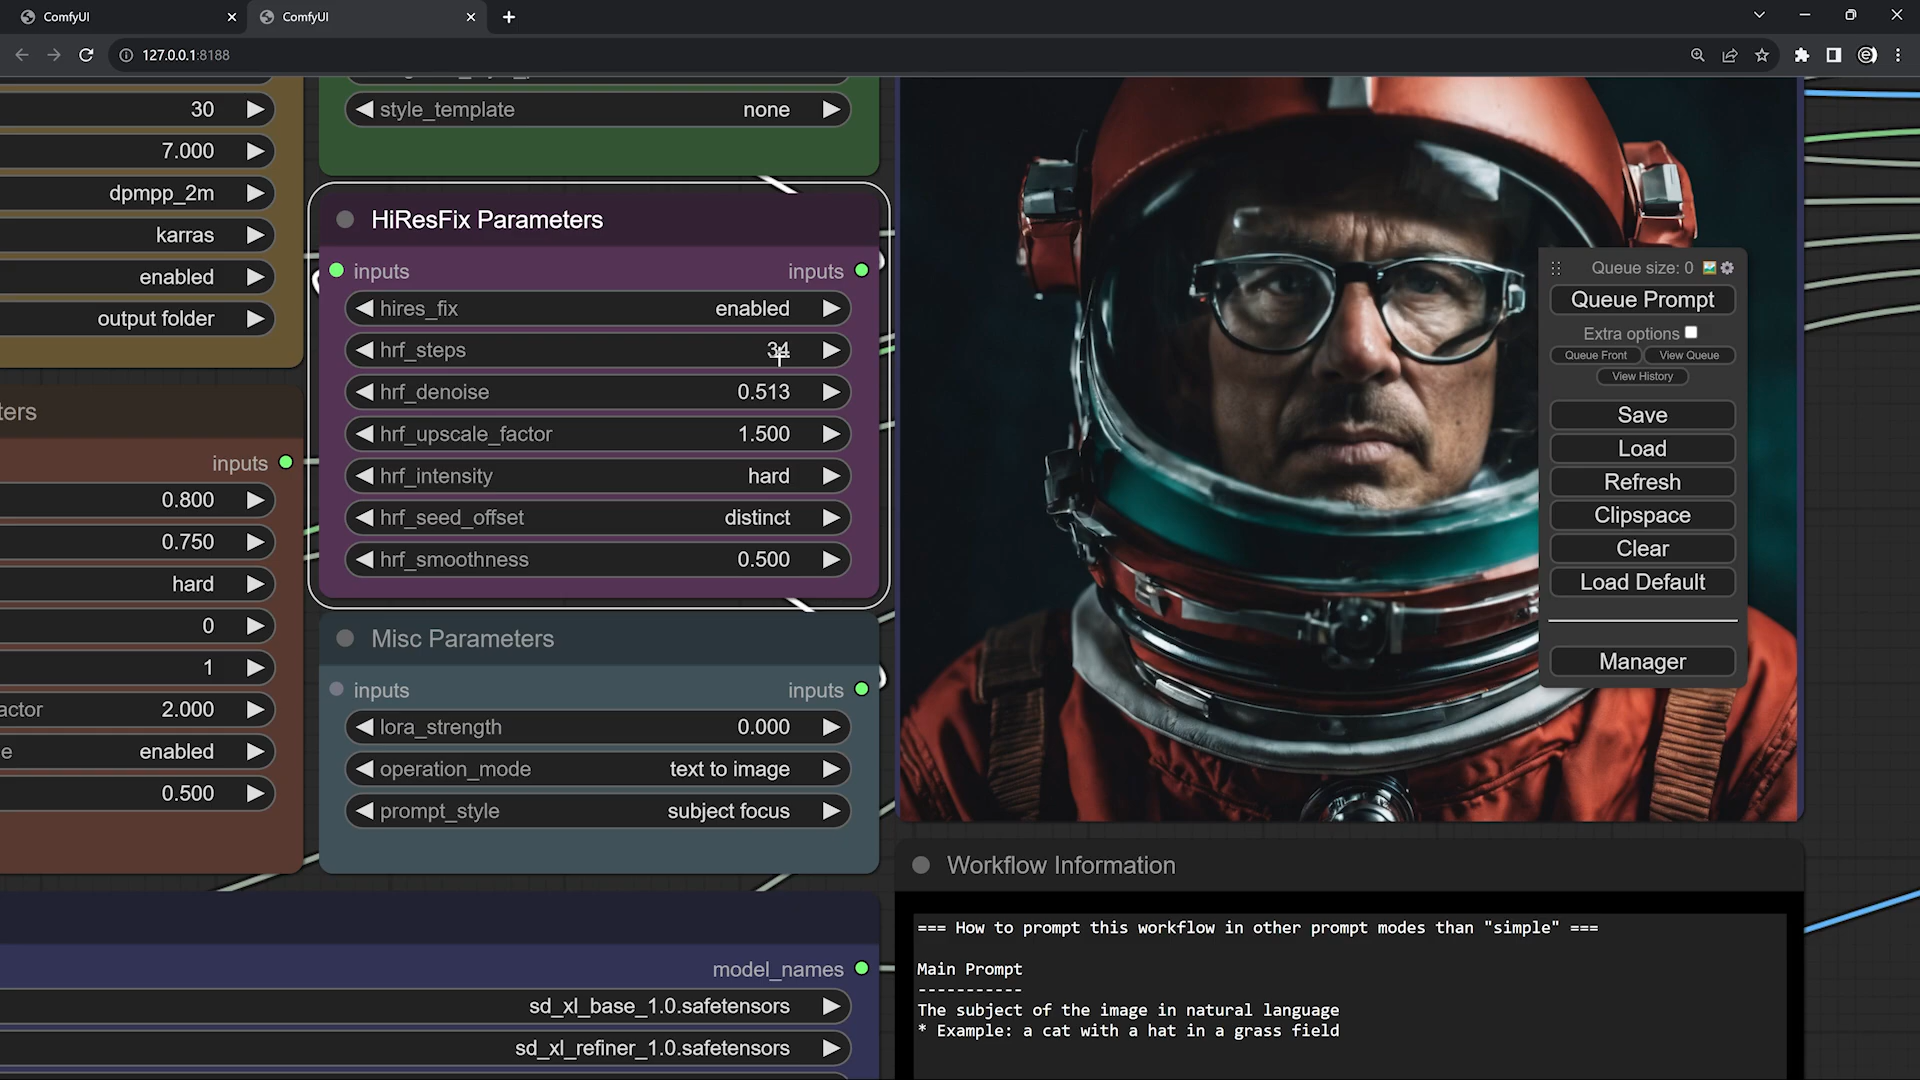 ComfyUI
ComfyUI
127.0.0.1:8188
30
7.000
dpmpp_2m
karras
enabled
output folder
ters
inputs
0.800
0.750
hard
0
1
actor 2.000
e enabled
0.500
style_template none
HiResFix Parameters
inputs inputs
hires_fix enabled
hrf_steps 34
hrf_denoise 0.513
hrf_upscale_factor 1.500
hrf_intensity hard
hrf_seed_offset distinct
hrf_smoothness 0.500
Misc Parameters
inputs inputs
lora_strength 0.000
operation_mode text to image
prompt_style subject focus
model_names
sd_xl_base_1.0.safetensors
sd_xl_refiner_1.0.safetensors
Queue size: 0
Queue Prompt
Extra options
Queue Front View Queue
View History
Save
Load
Refresh
Clipspace
Clear
Load Default
Manager
Workflow Information
=== How to prompt this workflow in other prompt modes than "simple" ===
Main Prompt
-----------
The subject of the image in natural language
* Example: a cat with a hat in a grass field